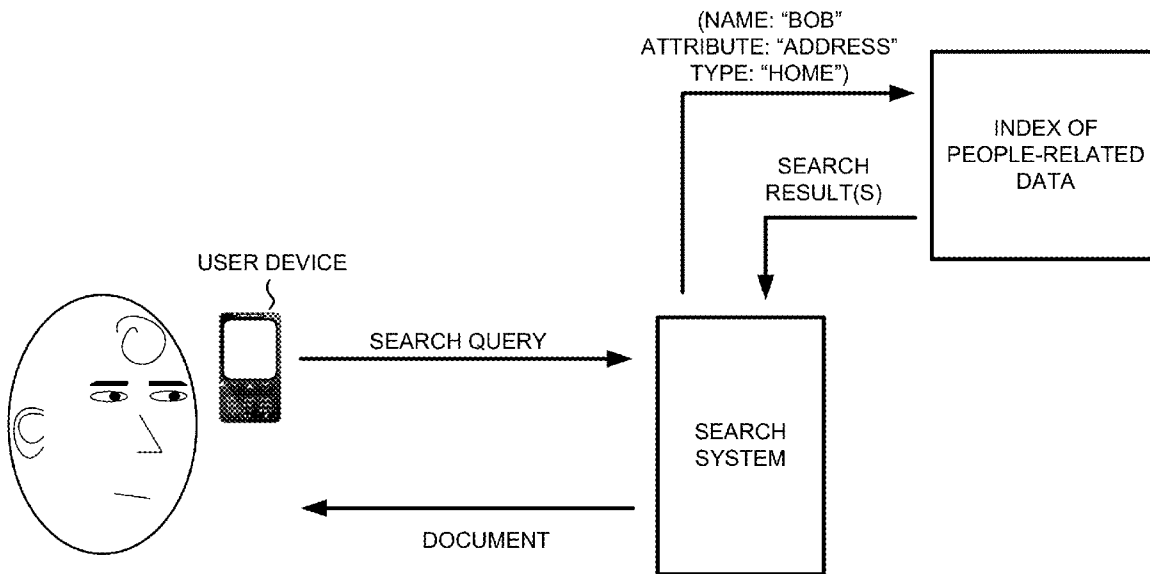 (NAME: “BOB”
ATTRIBUTE: “ADDRESS”
TYPE: “HOME”)
INDEX OF
PEOPLE-RELATED
DATA
SEARCH
RESULT(S)
USER DEVICE
SEARCH QUERY
SEARCH
SYSTEM
DOCUMENT